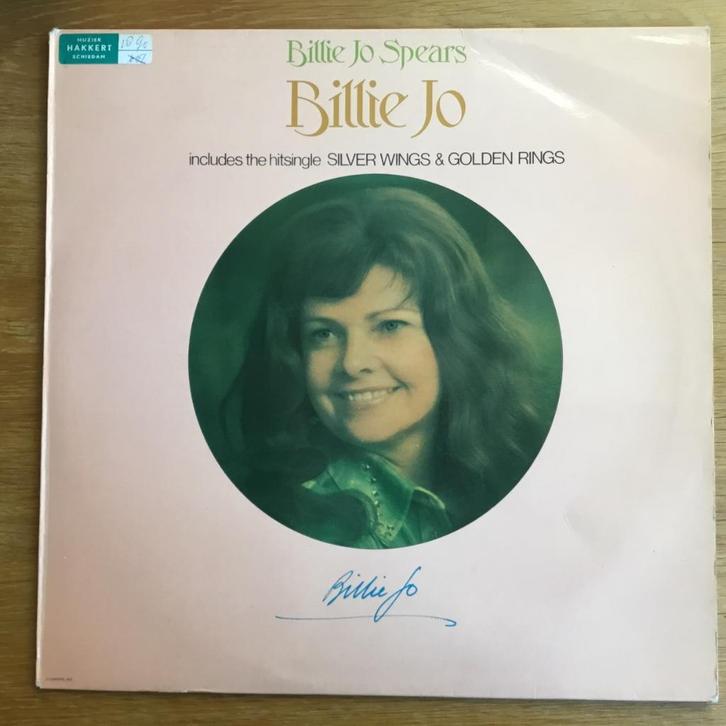 MUZIEK
HAKKERT
SCHIEDAM
Billie Jo Spears
Billie Jo
includes the hitsingle SILVER WINGS & GOLDEN RINGS
Billie Jo